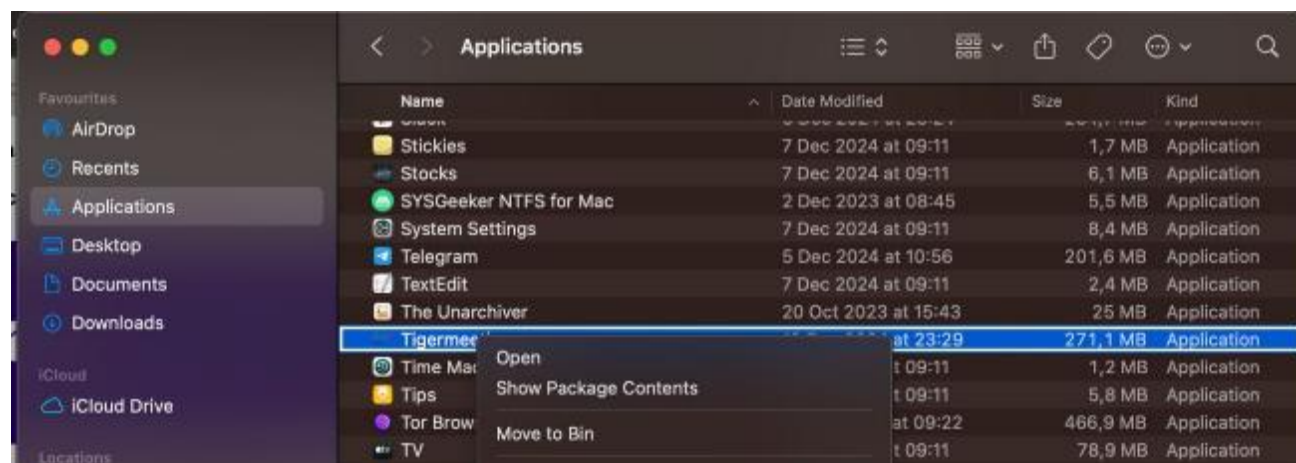 Applications
Favourites
AirDrop
Recents
Applications
Desktop
Documents
Downloads
iCloud
iCloud Drive
Locations
Name Date Modified Size Kind
Stickies 7 Dec 2024 at 09:11 1,7 MB Application
Stocks 7 Dec 2024 at 09:11 6,1 MB Application
SYSGeeker NTFS for Mac 2 Dec 2023 at 08:45 5,5 MB Application
System Settings 7 Dec 2024 at 09:11 8,4 MB Application
Telegram 5 Dec 2024 at 10:56 201,6 MB Application
TextEdit 7 Dec 2024 at 09:11 2,4 MB Application
The Unarchiver 20 Oct 2023 at 15:43 25 MB Application
Tigermee at 23:29 271,1 MB Application
Time Mac t 09:11 1,2 MB Application
Tips t 09:11 5,8 MB Application
Tor Brow at 09:22 466,9 MB Application
TV t 09:11 78,9 MB Application
Open
Show Package Contents
Move to Bin